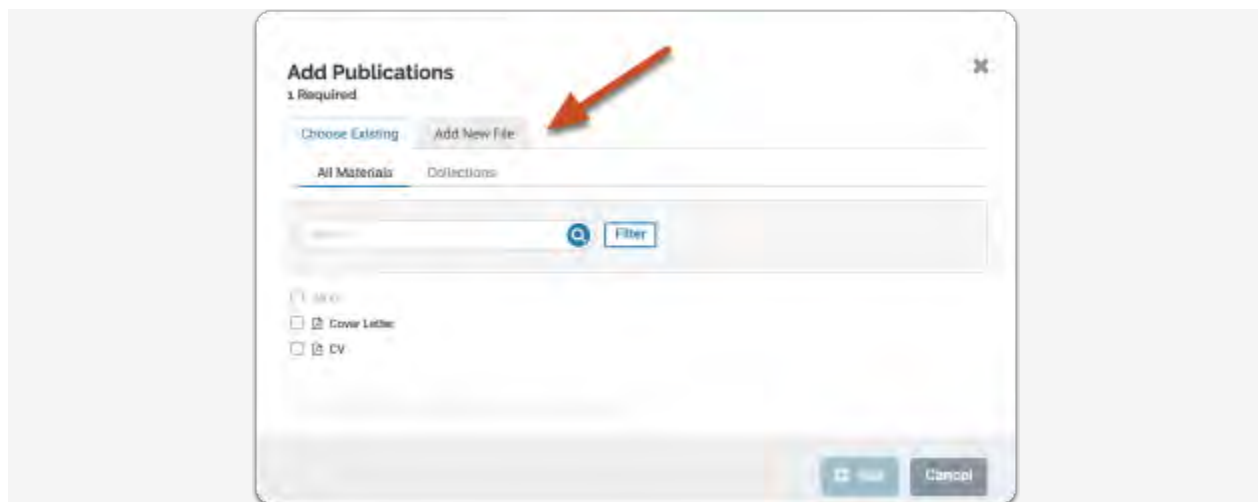 Add Publications
1 Required
Choose Existing Add New File
All Materials Collections
Filter
Cover Letter
CV
Cancel